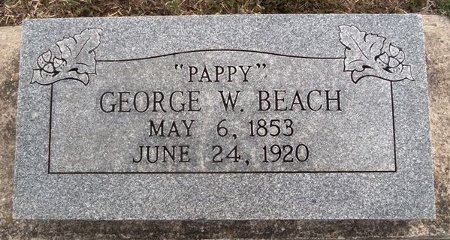 "PAPPY"
GEORGE W. BEACH
MAY 6, 1853
JUNE 24, 1920